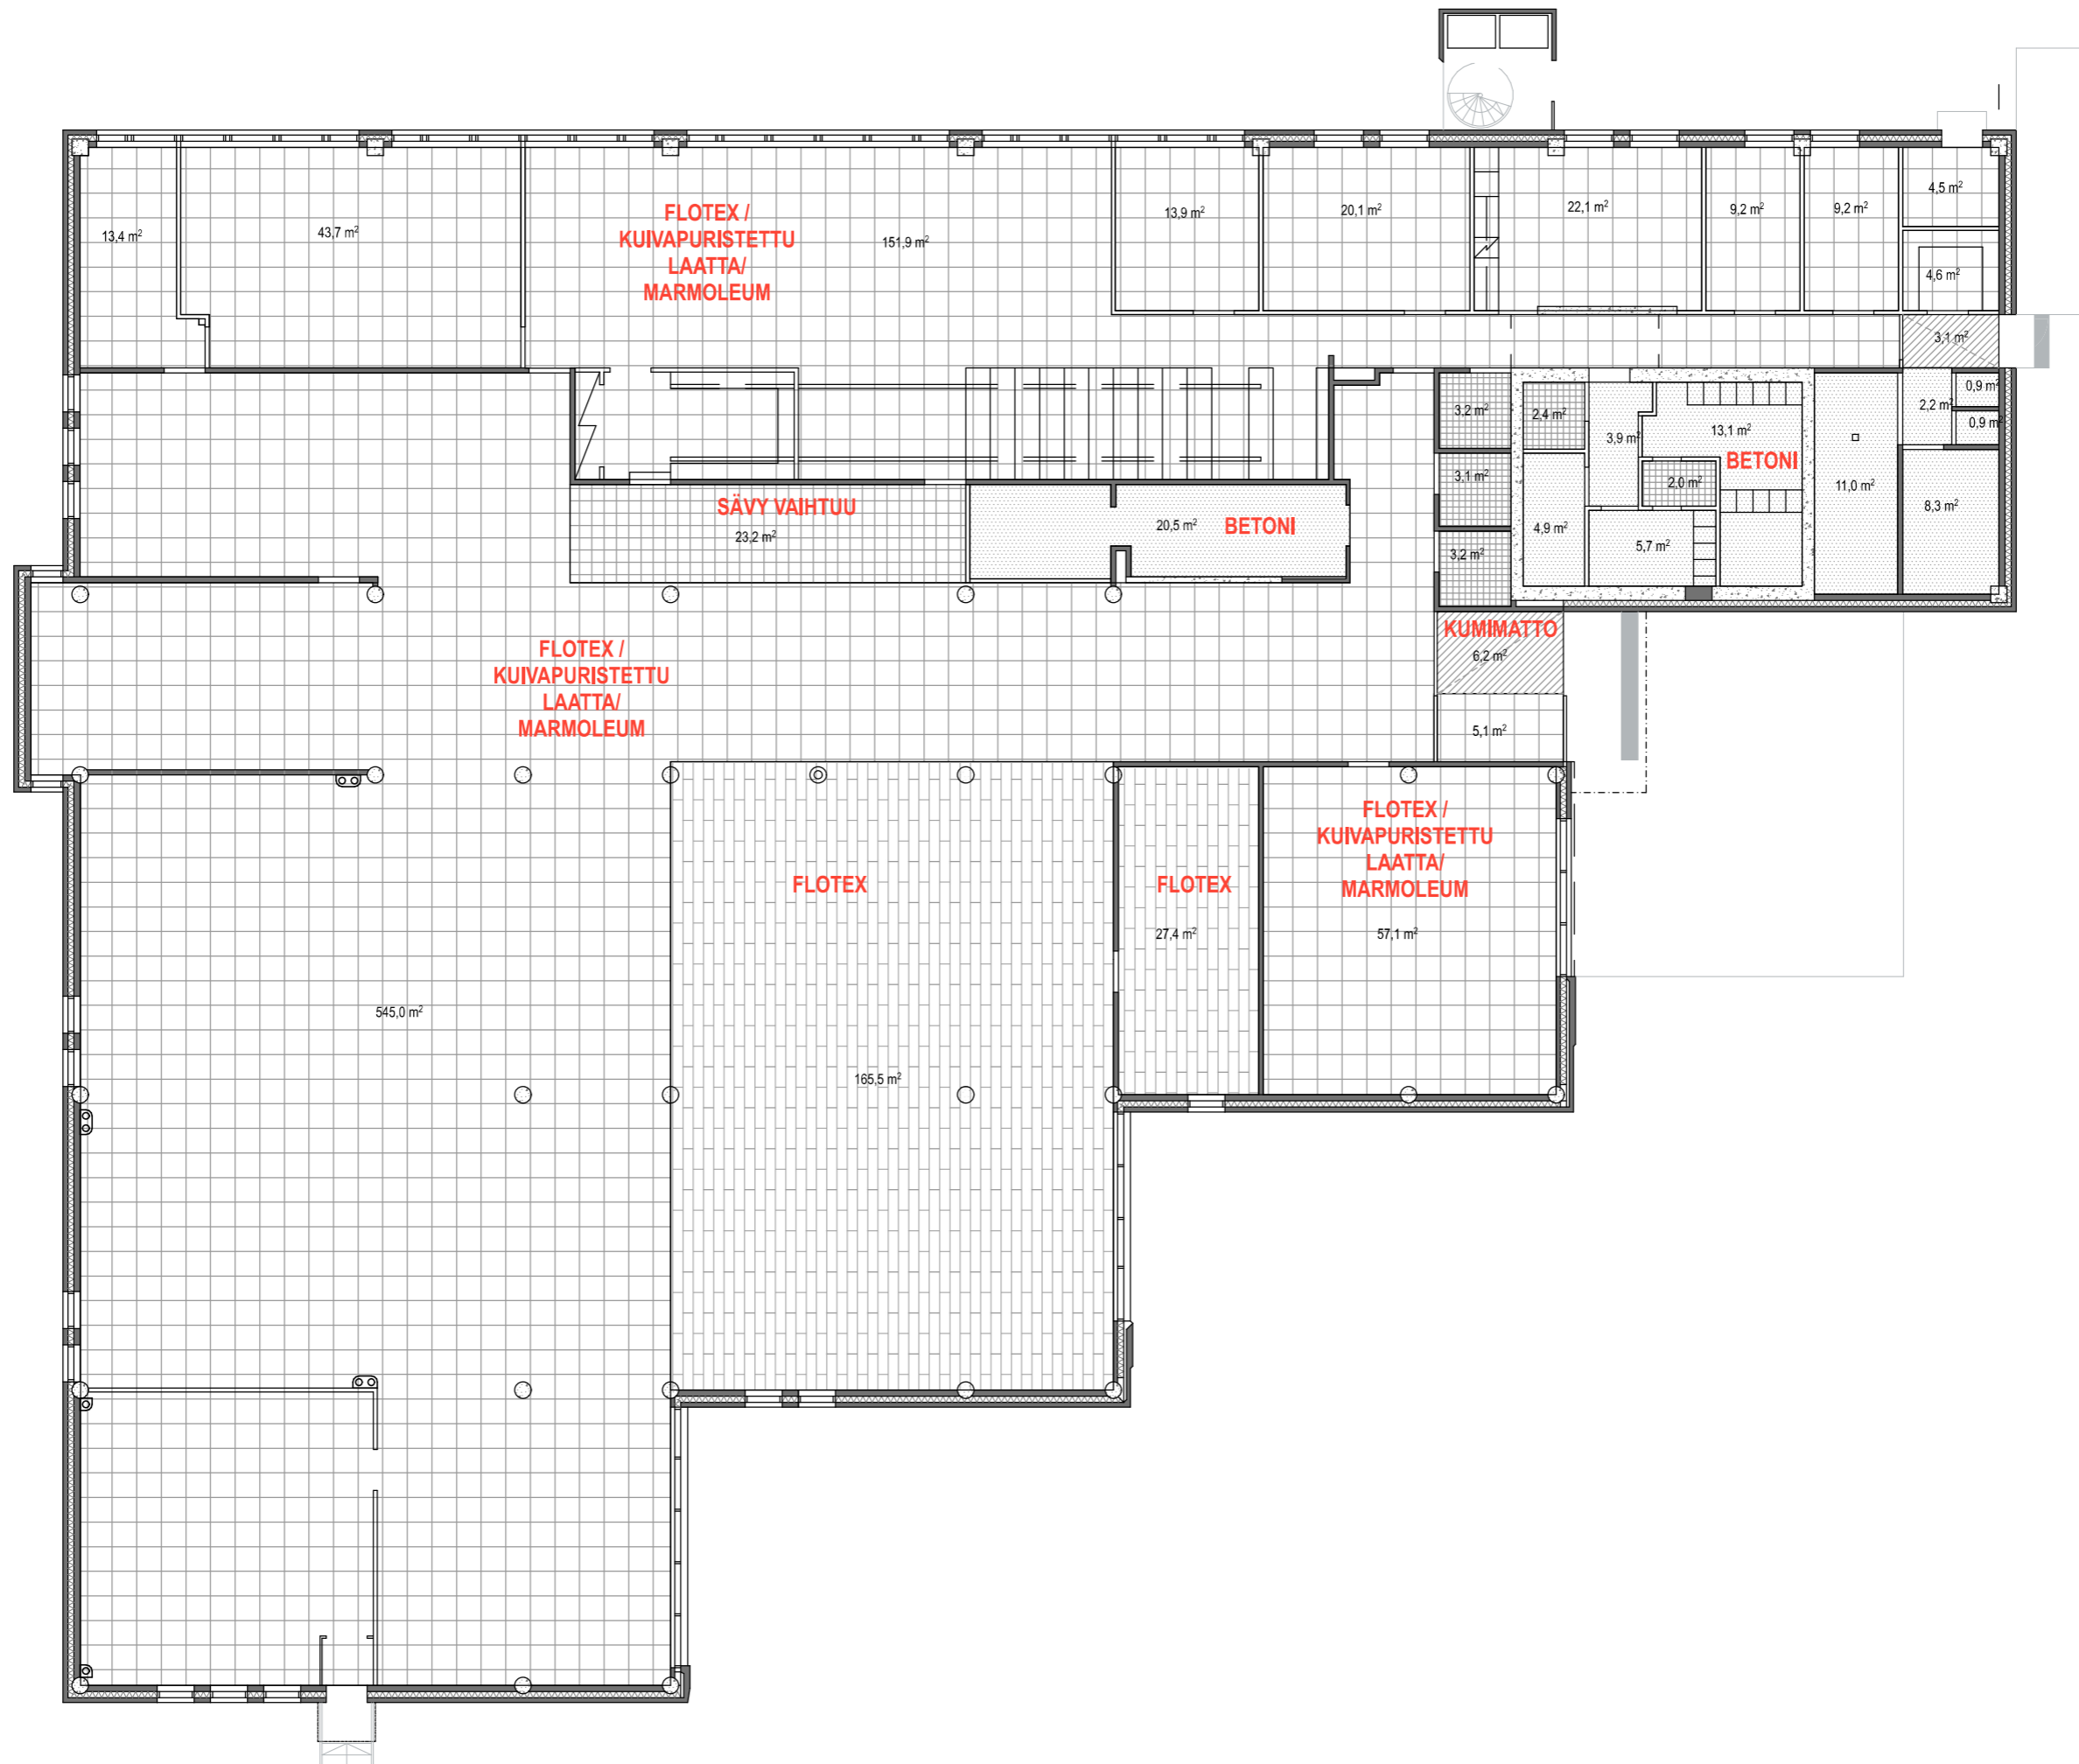 FLOTEX /
KUIVAPURISTETTU
LAATTA/
MARMOLEUM
13,4 m²
43,7 m²
151,9 m²
13,9 m²
20,1 m²
22,1 m²
9,2 m²
9,2 m²
4,5 m²
4,6 m²
3,1 m²
3,2 m²
2,4 m²
3,9 m²
13,1 m²
BETONI
2,2 m²
0,9 m²
0,9 m²
3,1 m²
2,0 m²
11,0 m²
8,3 m²
SÄVY VAIHTUU
23,2 m²
20,5 m²
BETONI
4,9 m²
5,7 m²
3,2 m²
KUMIMATTO
6,2 m²
5,1 m²
FLOTEX /
KUIVAPURISTETTU
LAATTA/
MARMOLEUM
FLOTEX
FLOTEX
27,4 m²
FLOTEX /
KUIVAPURISTETTU
LAATTA/
MARMOLEUM
57,1 m²
545,0 m²
165,5 m²